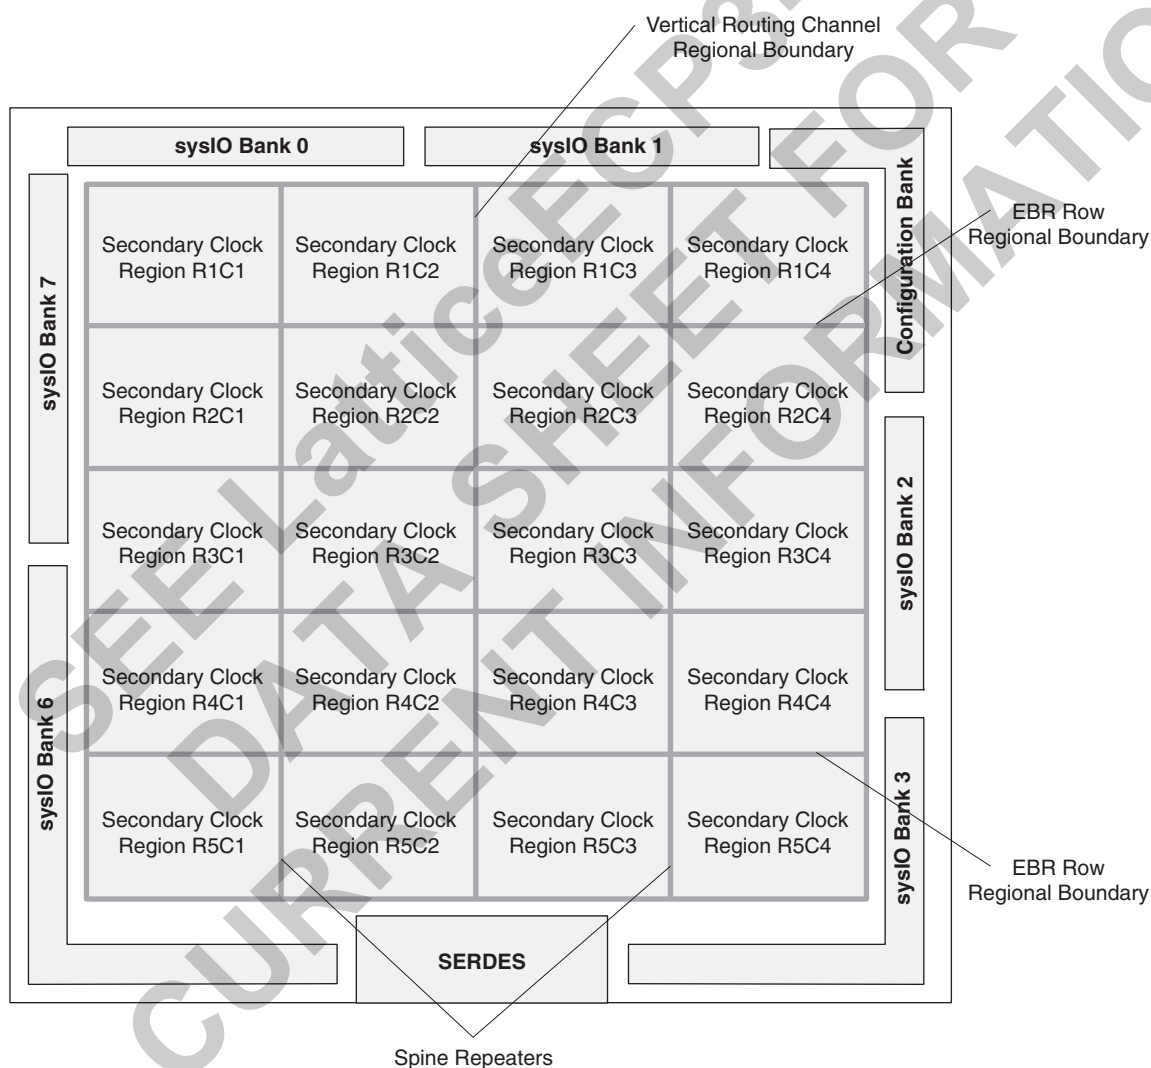 Vertical Routing Channel
Regional Boundary
sysIO Bank 0
sysIO Bank 1
Configuration Bank
EBR Row
Regional Boundary
sysIO Bank 7
Secondary Clock
Region R1C1
Secondary Clock
Region R1C2
Secondary Clock
Region R1C3
Secondary Clock
Region R1C4
Secondary Clock
Region R2C1
Secondary Clock
Region R2C2
Secondary Clock
Region R2C3
Secondary Clock
Region R2C4
sysIO Bank 2
Secondary Clock
Region R3C1
Secondary Clock
Region R3C2
Secondary Clock
Region R3C3
Secondary Clock
Region R3C4
sysIO Bank 6
Secondary Clock
Region R4C1
Secondary Clock
Region R4C2
Secondary Clock
Region R4C3
Secondary Clock
Region R4C4
sysIO Bank 3
Secondary Clock
Region R5C1
Secondary Clock
Region R5C2
Secondary Clock
Region R5C3
Secondary Clock
Region R5C4
EBR Row
Regional Boundary
SERDES
Spine Repeaters
SEE
DATA SHEET FOR
CURRENT